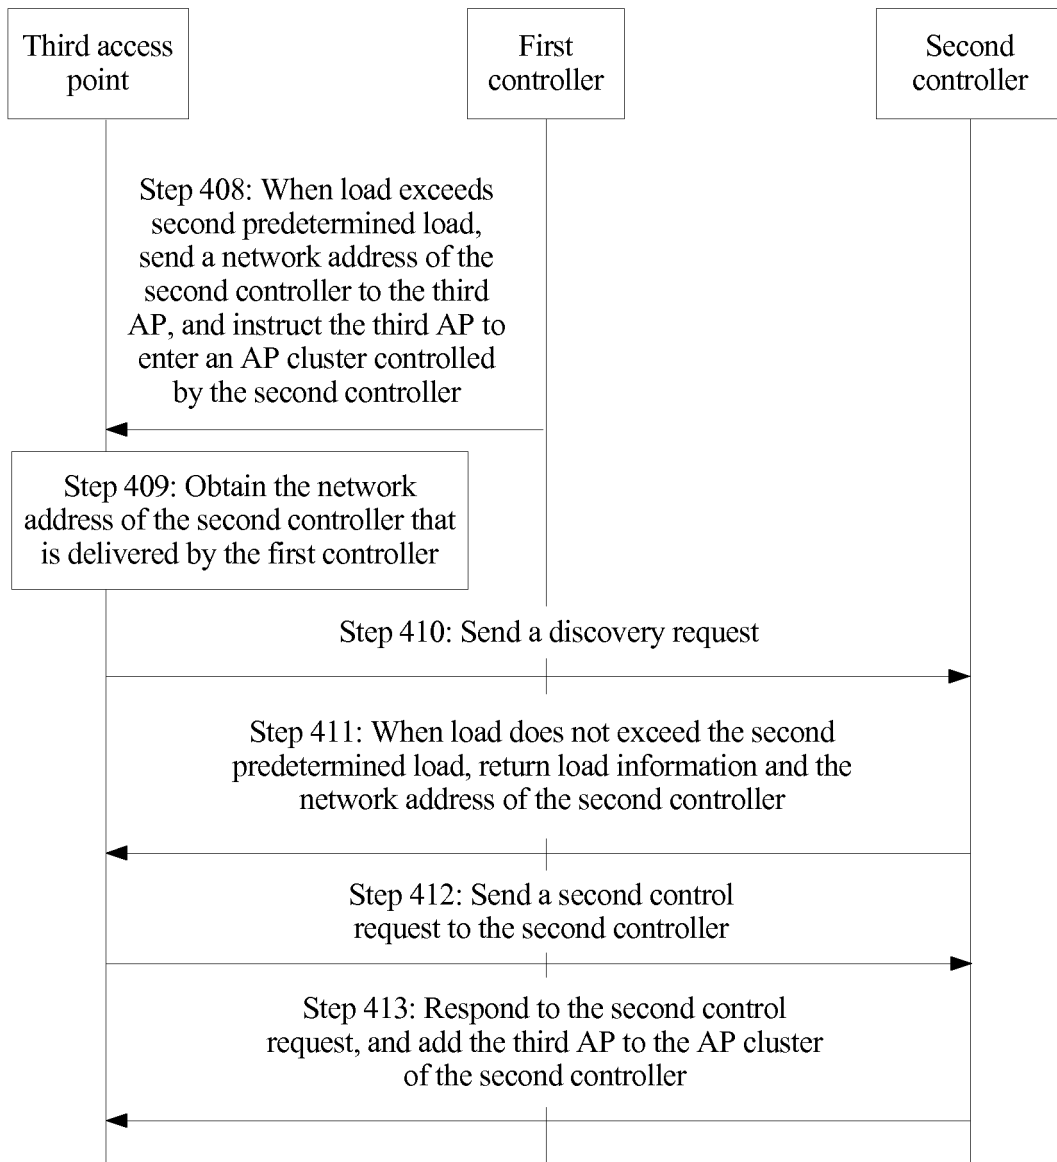 Third access
point
First
controller
Second
controller
Step 408: When load exceeds
second predetermined load,
send a network address of the
second controller to the third
AP, and instruct the third AP to
enter an AP cluster controlled
by the second controller
Step 409: Obtain the network
address of the second controller that
is delivered by the first controller
Step 410: Send a discovery request
Step 411: When load does not exceed the second
predetermined load, return load information and the
network address of the second controller
Step 412: Send a second control
request to the second controller
Step 413: Respond to the second control
request, and add the third AP to the AP cluster
of the second controller